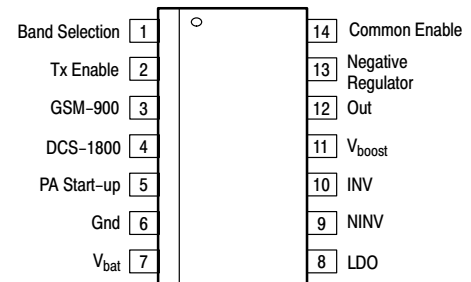 Band Selection 1
Tx Enable 2
GSM−900 3
DCS−1800 4
PA Start−up 5
Gnd 6
Vbat 7
14 Common Enable
13 Negative
Regulator
12 Out
11 Vboost
10 INV
9 NINV
8 LDO